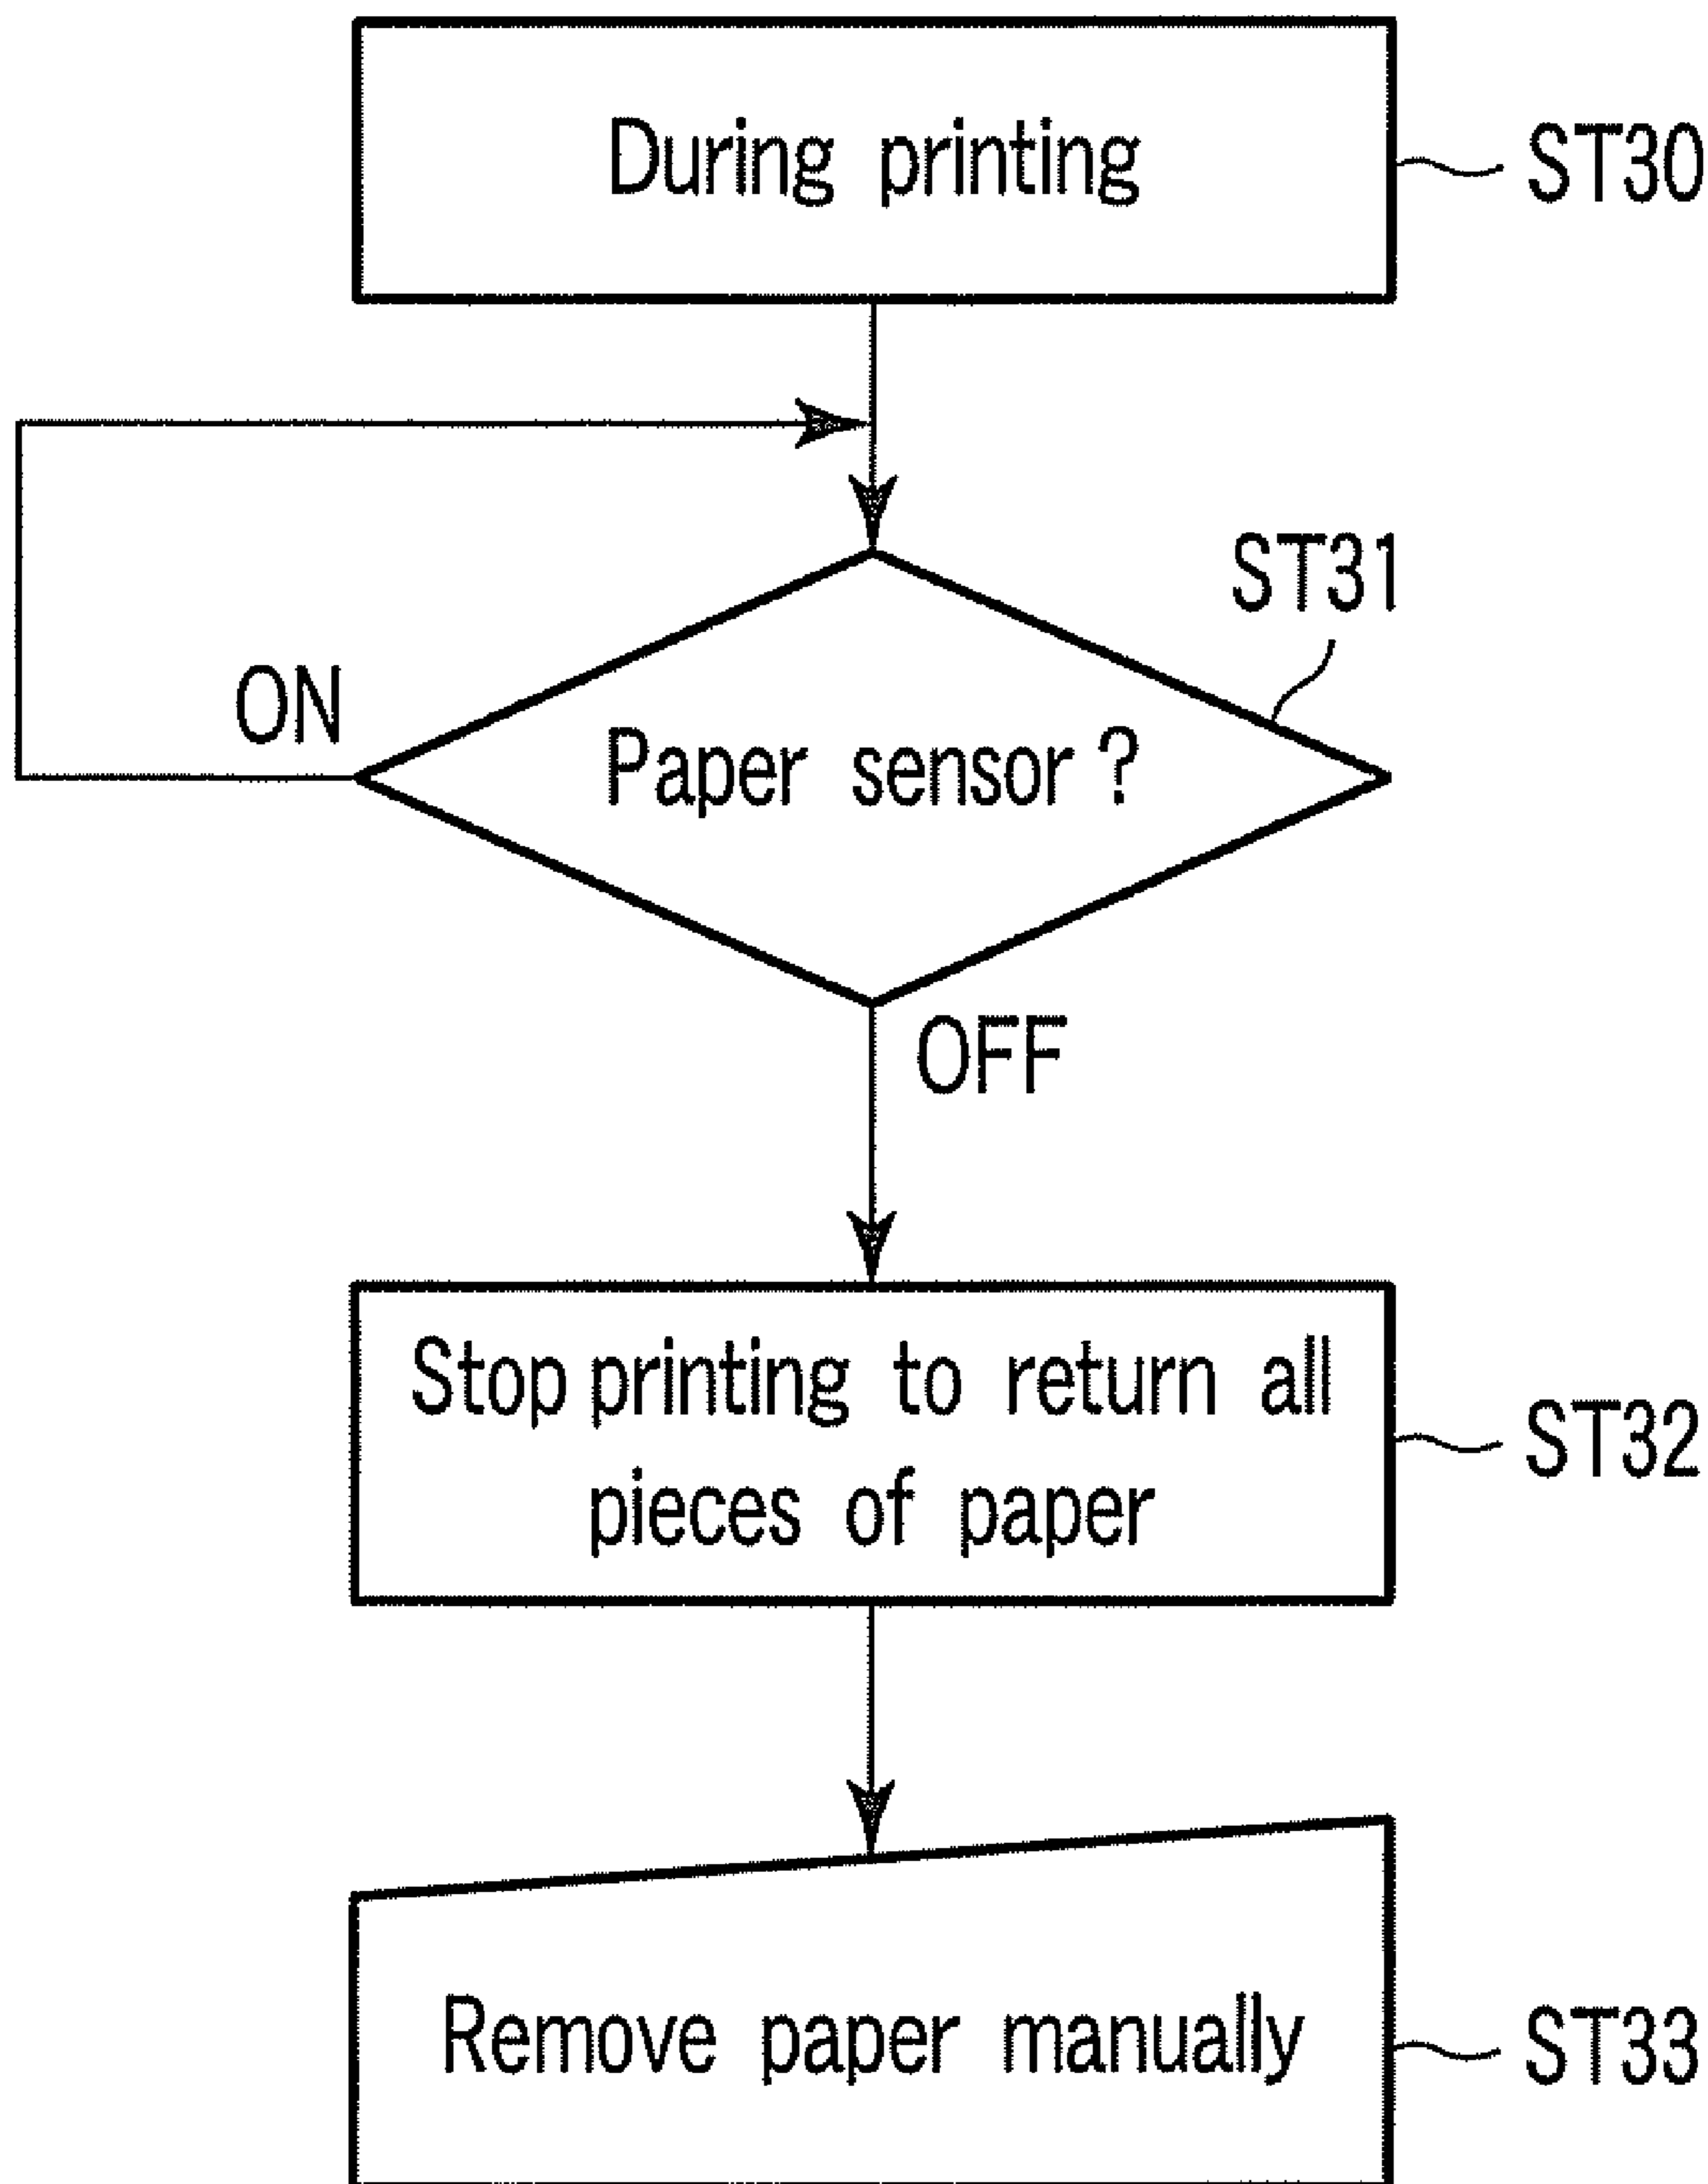 During printing
ST30
ST31
ON
Paper sensor?
OFF
Stop printing to return all
pieces of paper
ST32
Remove paper manually
ST33